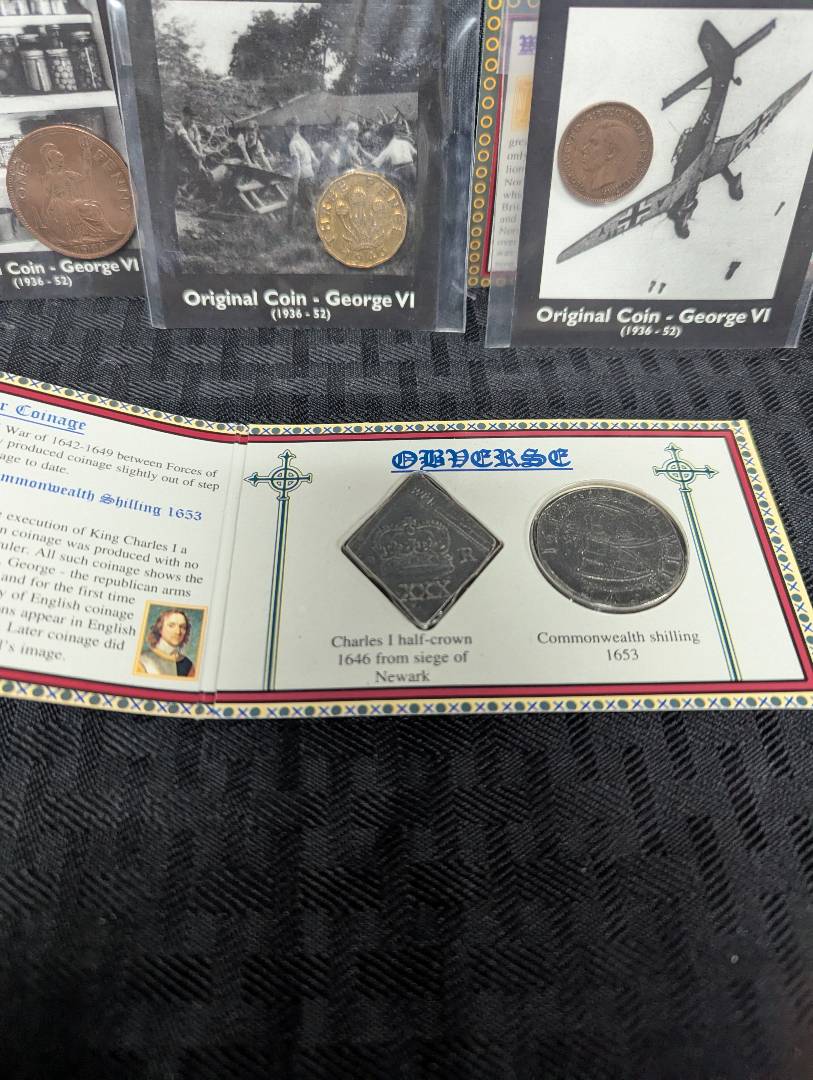 ONE PENNY
Coin - George VI
(1936 - 52)
THREE PENCE
Original Coin - George VI
(1936 - 52)
Original Coin - George VI
(1936 - 52)
Coinage
War of 1642-1649 between Forces of
produced coinage slightly out of step
to date.
Commonwealth Shilling 1653
execution of King Charles I a
coinage was produced with no
ruler. All such coinage shows the
George - the republican arms
and for the first time
of English coinage
appear in English
Later coinage did
image.
OBVERSE
R
XXX
Charles I half-crown
1646 from siege of
Newark
Commonwealth shilling
1653